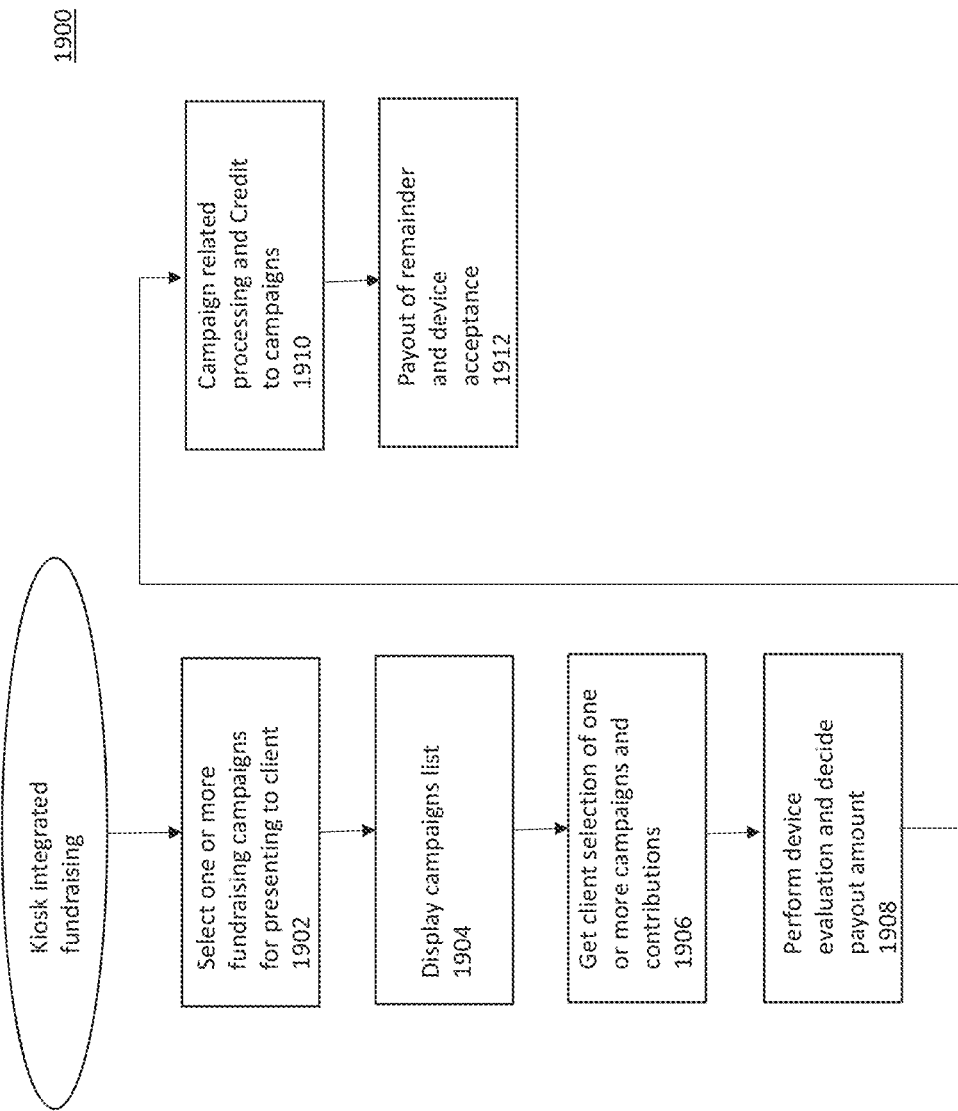 1900
Kiosk integrated
fundraising
Select one or more
fundraising campaigns
for presenting to client
1902
Display campaigns list
1904
Get client selection of one
or more campaigns and
contributions
1906
Perform device
evaluation and decide
payout amount
1908
Campaign related
processing and Credit
to campaigns
1910
Payout of remainder
and device
acceptance
1912